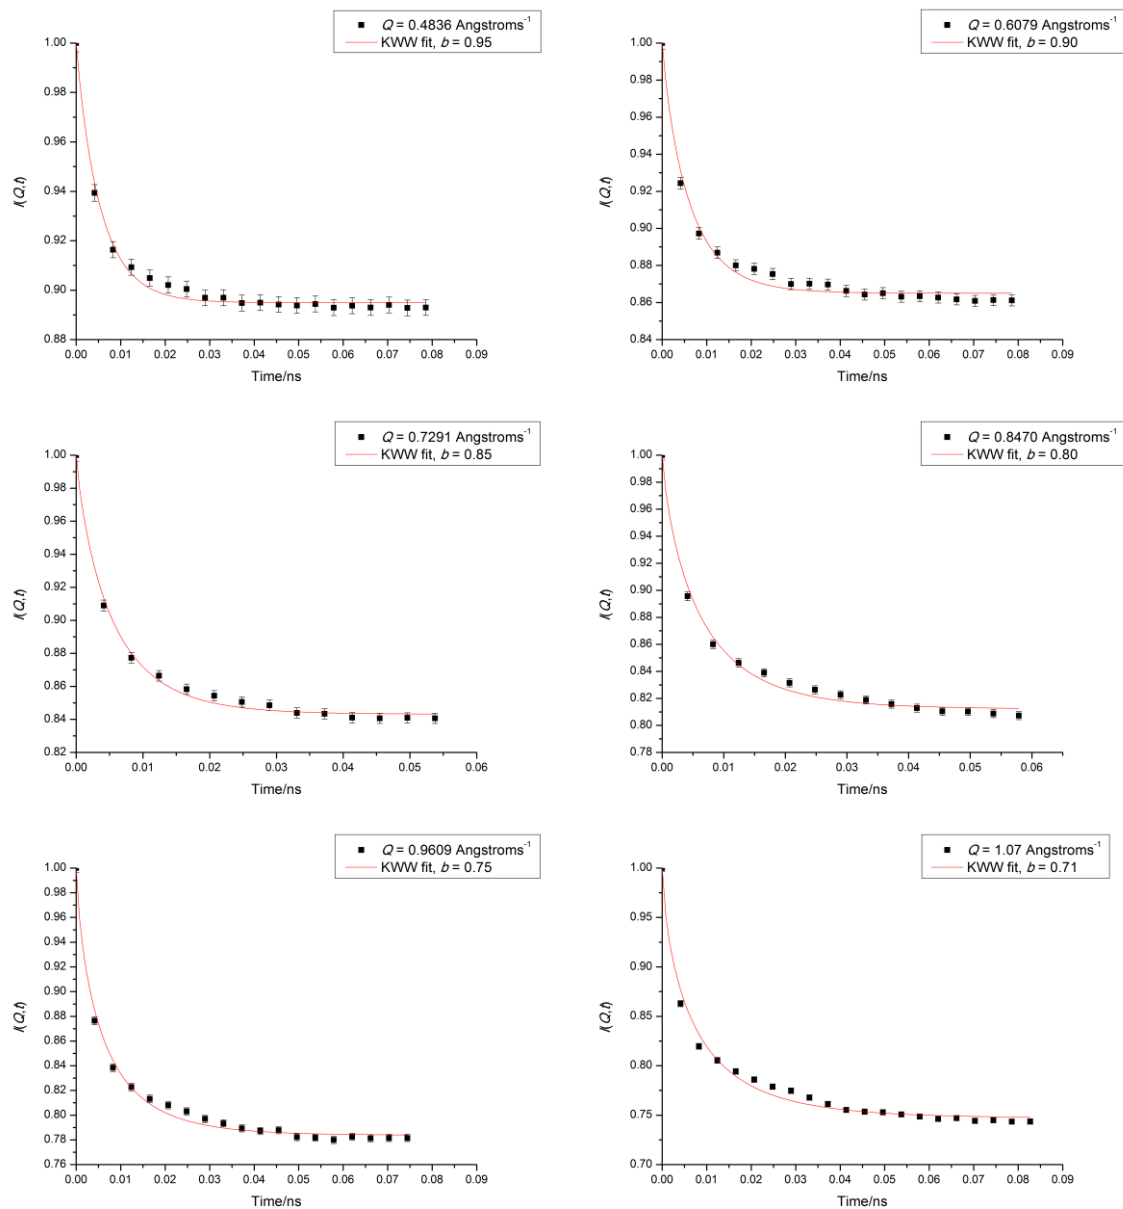 Q = 0.4836 Angstroms⁻¹
KWW fit, b = 0.95
1.00
0.98
0.96
0.94
0.92
0.90
0.88
I(Q,t)
0.00 0.01 0.02 0.03 0.04 0.05 0.06 0.07 0.08 0.09
Time/ns
Q = 0.6079 Angstroms⁻¹
KWW fit, b = 0.90
1.00
0.98
0.96
0.94
0.92
0.90
0.88
0.86
0.84
I(Q,t)
0.00 0.01 0.02 0.03 0.04 0.05 0.06 0.07 0.08 0.09
Time/ns
Q = 0.7291 Angstroms⁻¹
KWW fit, b = 0.85
1.00
0.98
0.96
0.94
0.92
0.90
0.88
0.86
0.84
0.82
I(Q,t)
0.00 0.01 0.02 0.03 0.04 0.05 0.06
Time/ns
Q = 0.8470 Angstroms⁻¹
KWW fit, b = 0.80
1.00
0.98
0.96
0.94
0.92
0.90
0.88
0.86
0.84
0.82
0.80
0.78
I(Q,t)
0.00 0.01 0.02 0.03 0.04 0.05 0.06
Time/ns
Q = 0.9609 Angstroms⁻¹
KWW fit, b = 0.75
1.00
0.98
0.96
0.94
0.92
0.90
0.88
0.86
0.84
0.82
0.80
0.78
0.76
I(Q,t)
0.00 0.01 0.02 0.03 0.04 0.05 0.06 0.07 0.08 0.09
Time/ns
Q = 1.07 Angstroms⁻¹
KWW fit, b = 0.71
1.00
0.95
0.90
0.85
0.80
0.75
0.70
I(Q,t)
0.00 0.01 0.02 0.03 0.04 0.05 0.06 0.07 0.08 0.09
Time/ns